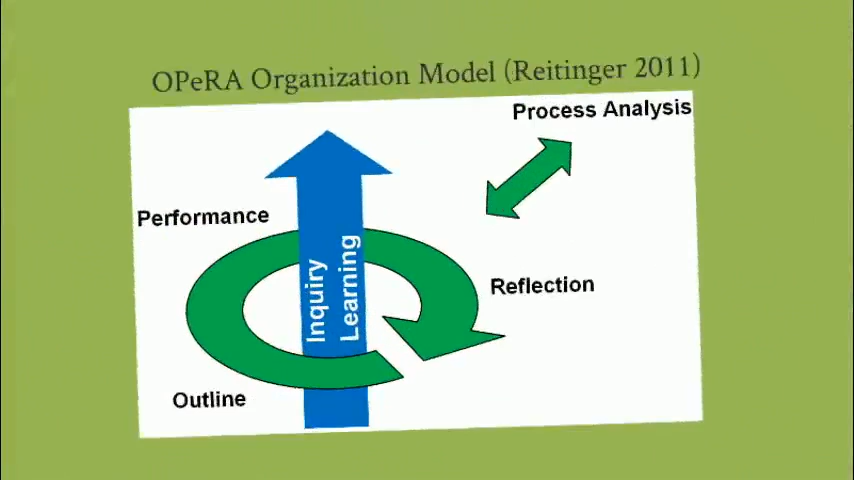 OPeRA Organization Model (Reitinger 2011)
Process Analysis
Performance
Inquiry
Learning
Reflection
Outline